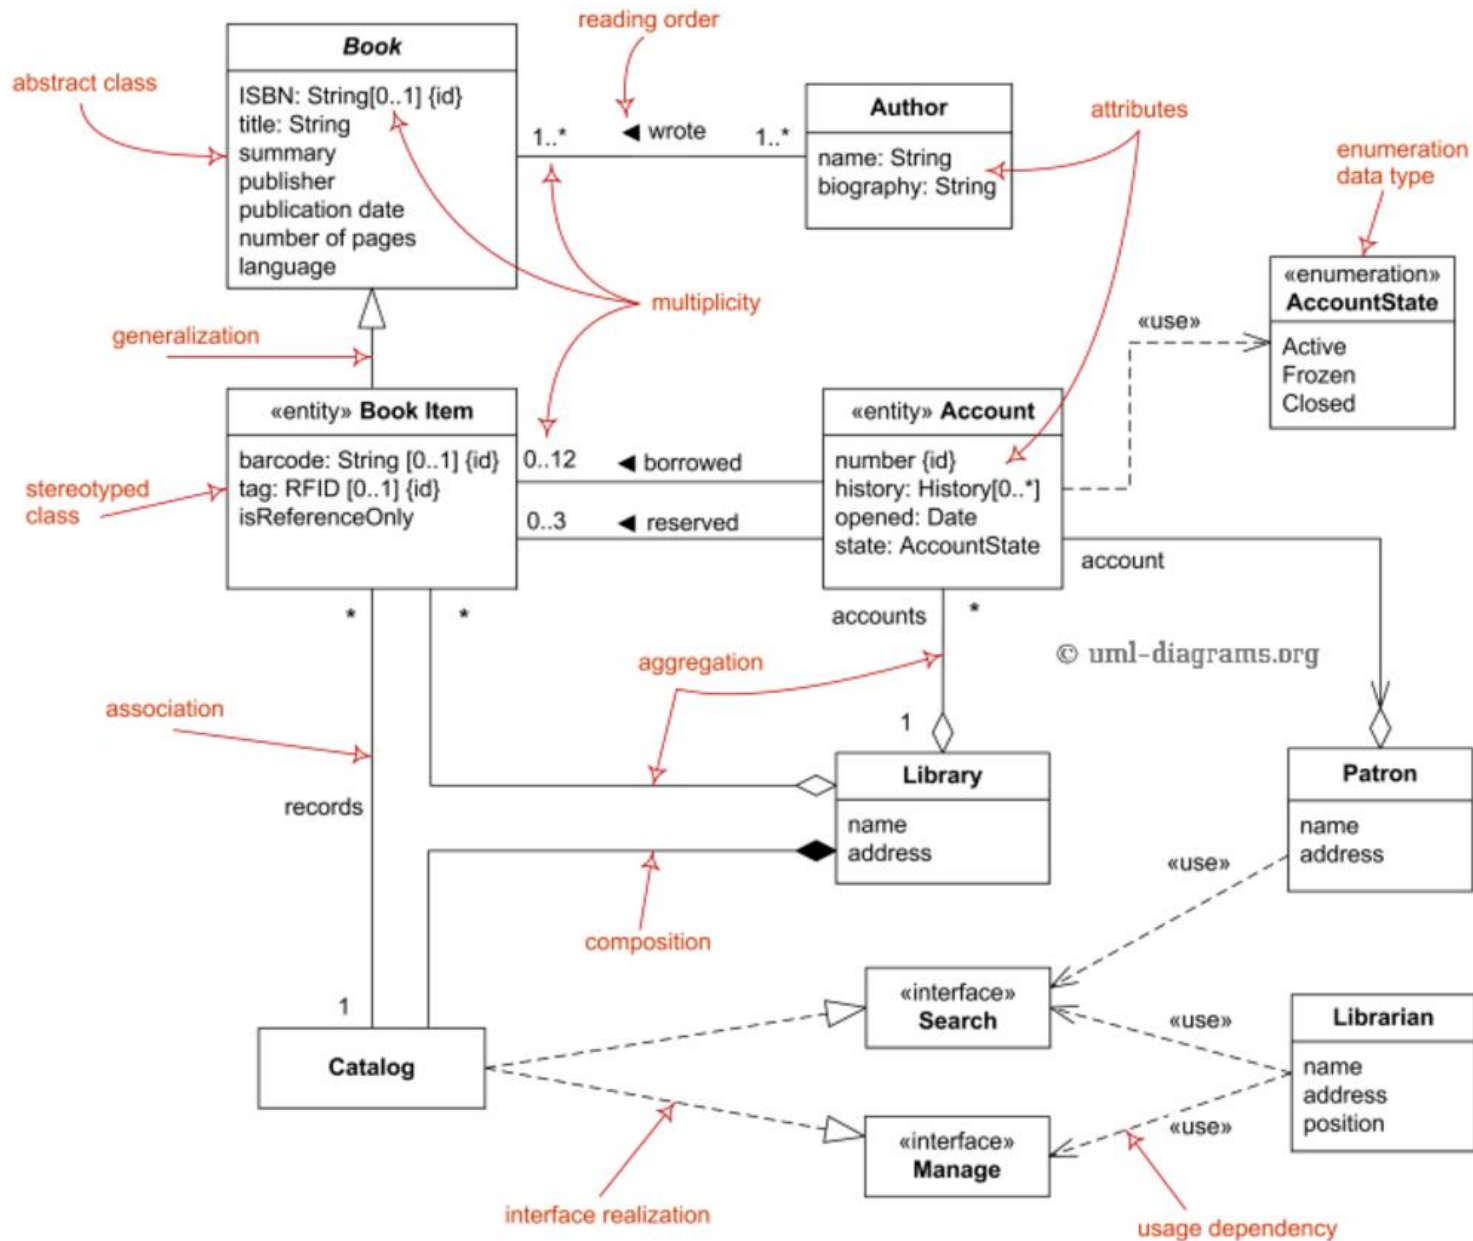 reading order
Book
abstract class
ISBN: String[0..1] {id}
title: String
summary
publisher
publication date
number of pages
language
1..*
◀ wrote
1..*
Author
name: String
biography: String
attributes
enumeration
data type
multiplicity
«enumeration»
AccountState
Active
Frozen
Closed
«use»
generalization
«entity» Book Item
barcode: String [0..1] {id}
tag: RFID [0..1] {id}
isReferenceOnly
stereotyped
class
0..12
◀ borrowed
0..3
◀ reserved
«entity» Account
number {id}
history: History[0..*]
opened: Date
state: AccountState
account
*
*
accounts
*
© uml-diagrams.org
aggregation
association
1
records
Library
name
address
Patron
name
address
«use»
composition
1
Catalog
«interface»
Search
«use»
Librarian
name
address
position
«interface»
Manage
«use»
interface realization
usage dependency